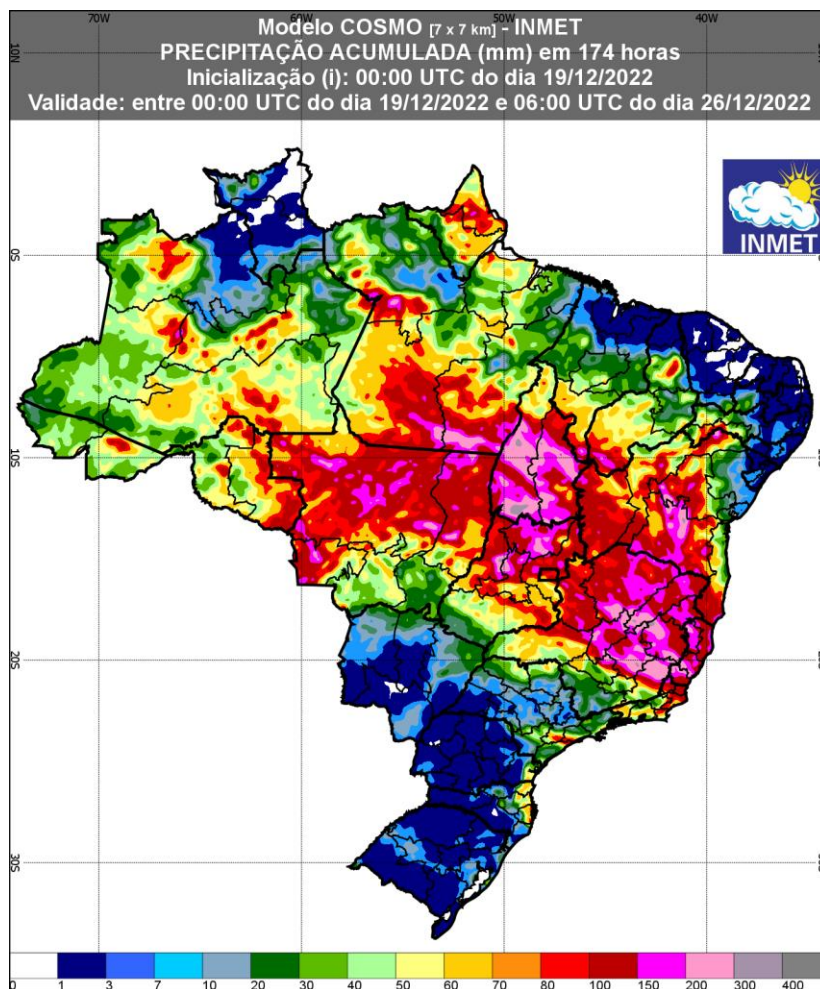 Modelo COSMO [7 x 7 km] - INMET
PRECIPITAÇÃO ACUMULADA (mm) em 174 horas
Inicialização (i): 00:00 UTC do dia 19/12/2022
Validade: entre 00:00 UTC do dia 19/12/2022 e 06:00 UTC do dia 26/12/2022
70W 60W 50W 40W
10N
INMET
0S
10S
20S
30S
0 1 3 7 10 20 30 40 50 60 70 80 100 150 200 300 400